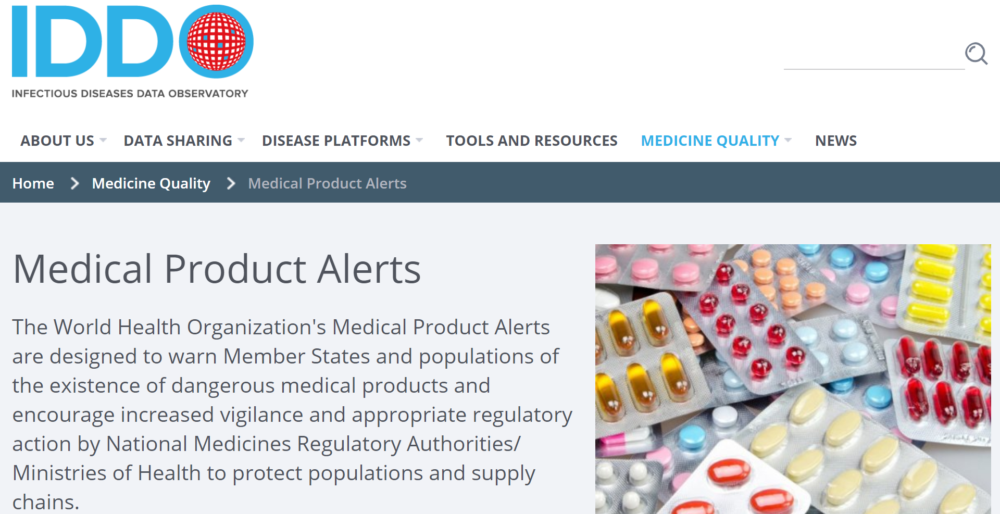 IDDO
INFECTIOUS DISEASES DATA OBSERVATORY
ABOUT US DATA SHARING DISEASE PLATFORMS TOOLS AND RESOURCES MEDICINE QUALITY NEWS
Home > Medicine Quality > Medical Product Alerts
Medical Product Alerts
The World Health Organization's Medical Product Alerts
are designed to warn Member States and populations of
the existence of dangerous medical products and
encourage increased vigilance and appropriate regulatory
action by National Medicines Regulatory Authorities/
Ministries of Health to protect populations and supply
chains.